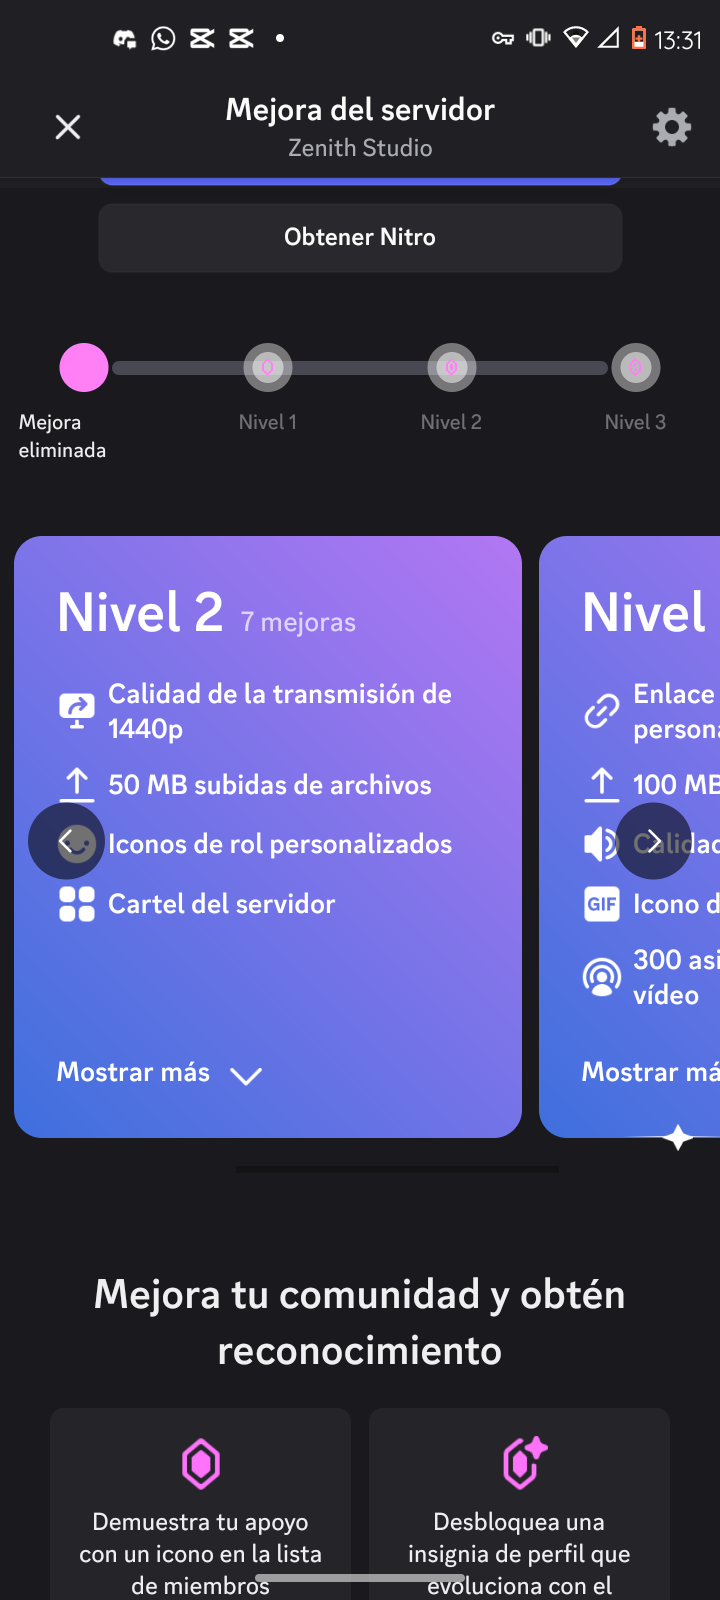 13:31
Mejora del servidor
Zenith Studio
Obtener Nitro
Mejora
eliminada
Nivel 1
Nivel 2
Nivel 3
Nivel 2 7 mejoras
Calidad de la transmisión de
1440p
50 MB subidas de archivos
Iconos de rol personalizados
Cartel del servidor
Mostrar más
Nivel
Enlace
persona
100 MB
Calidad
GIF Icono d
300 asi
vídeo
Mostrar má
Mejora tu comunidad y obtén
reconocimiento
Demuestra tu apoyo
con un icono en la lista
de miembros
Desbloquea una
insignia de perfil que
evoluciona con el